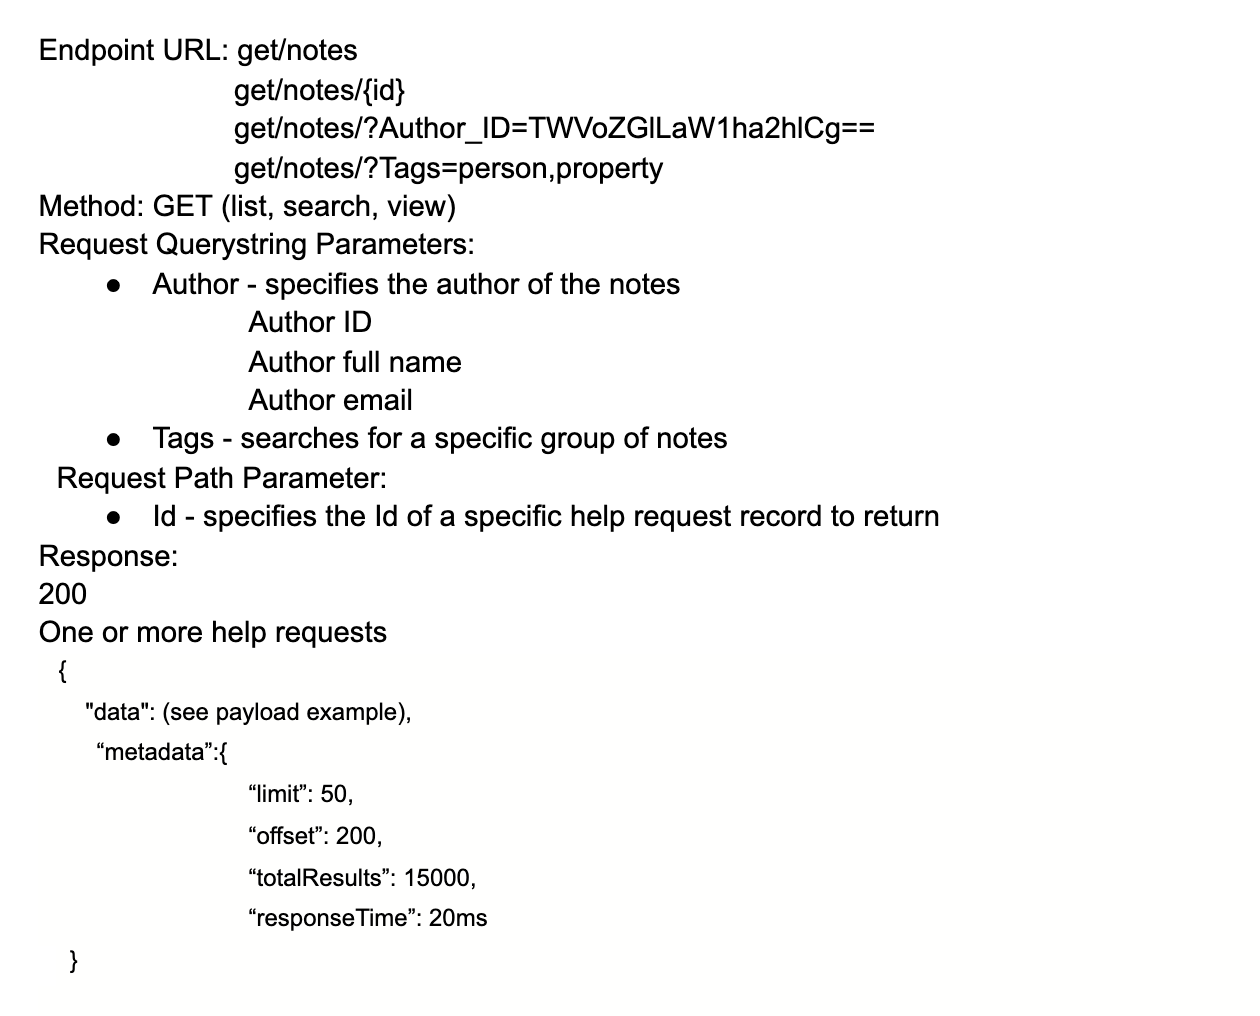 Endpoint URL: get/notes
get/notes/{id}
get/notes/?Author_ID=TWVoZGlLaW1ha2hlCg==
get/notes/?Tags=person,property
Method: GET (list, search, view)
Request Querystring Parameters:
● Author - specifies the author of the notes
Author ID
Author full name
Author email
● Tags - searches for a specific group of notes
Request Path Parameter:
● Id - specifies the Id of a specific help request record to return
Response:
200
One or more help requests
{
"data": (see payload example),
“metadata”:{
“limit”: 50,
“offset”: 200,
“totalResults”: 15000,
“responseTime”: 20ms
}